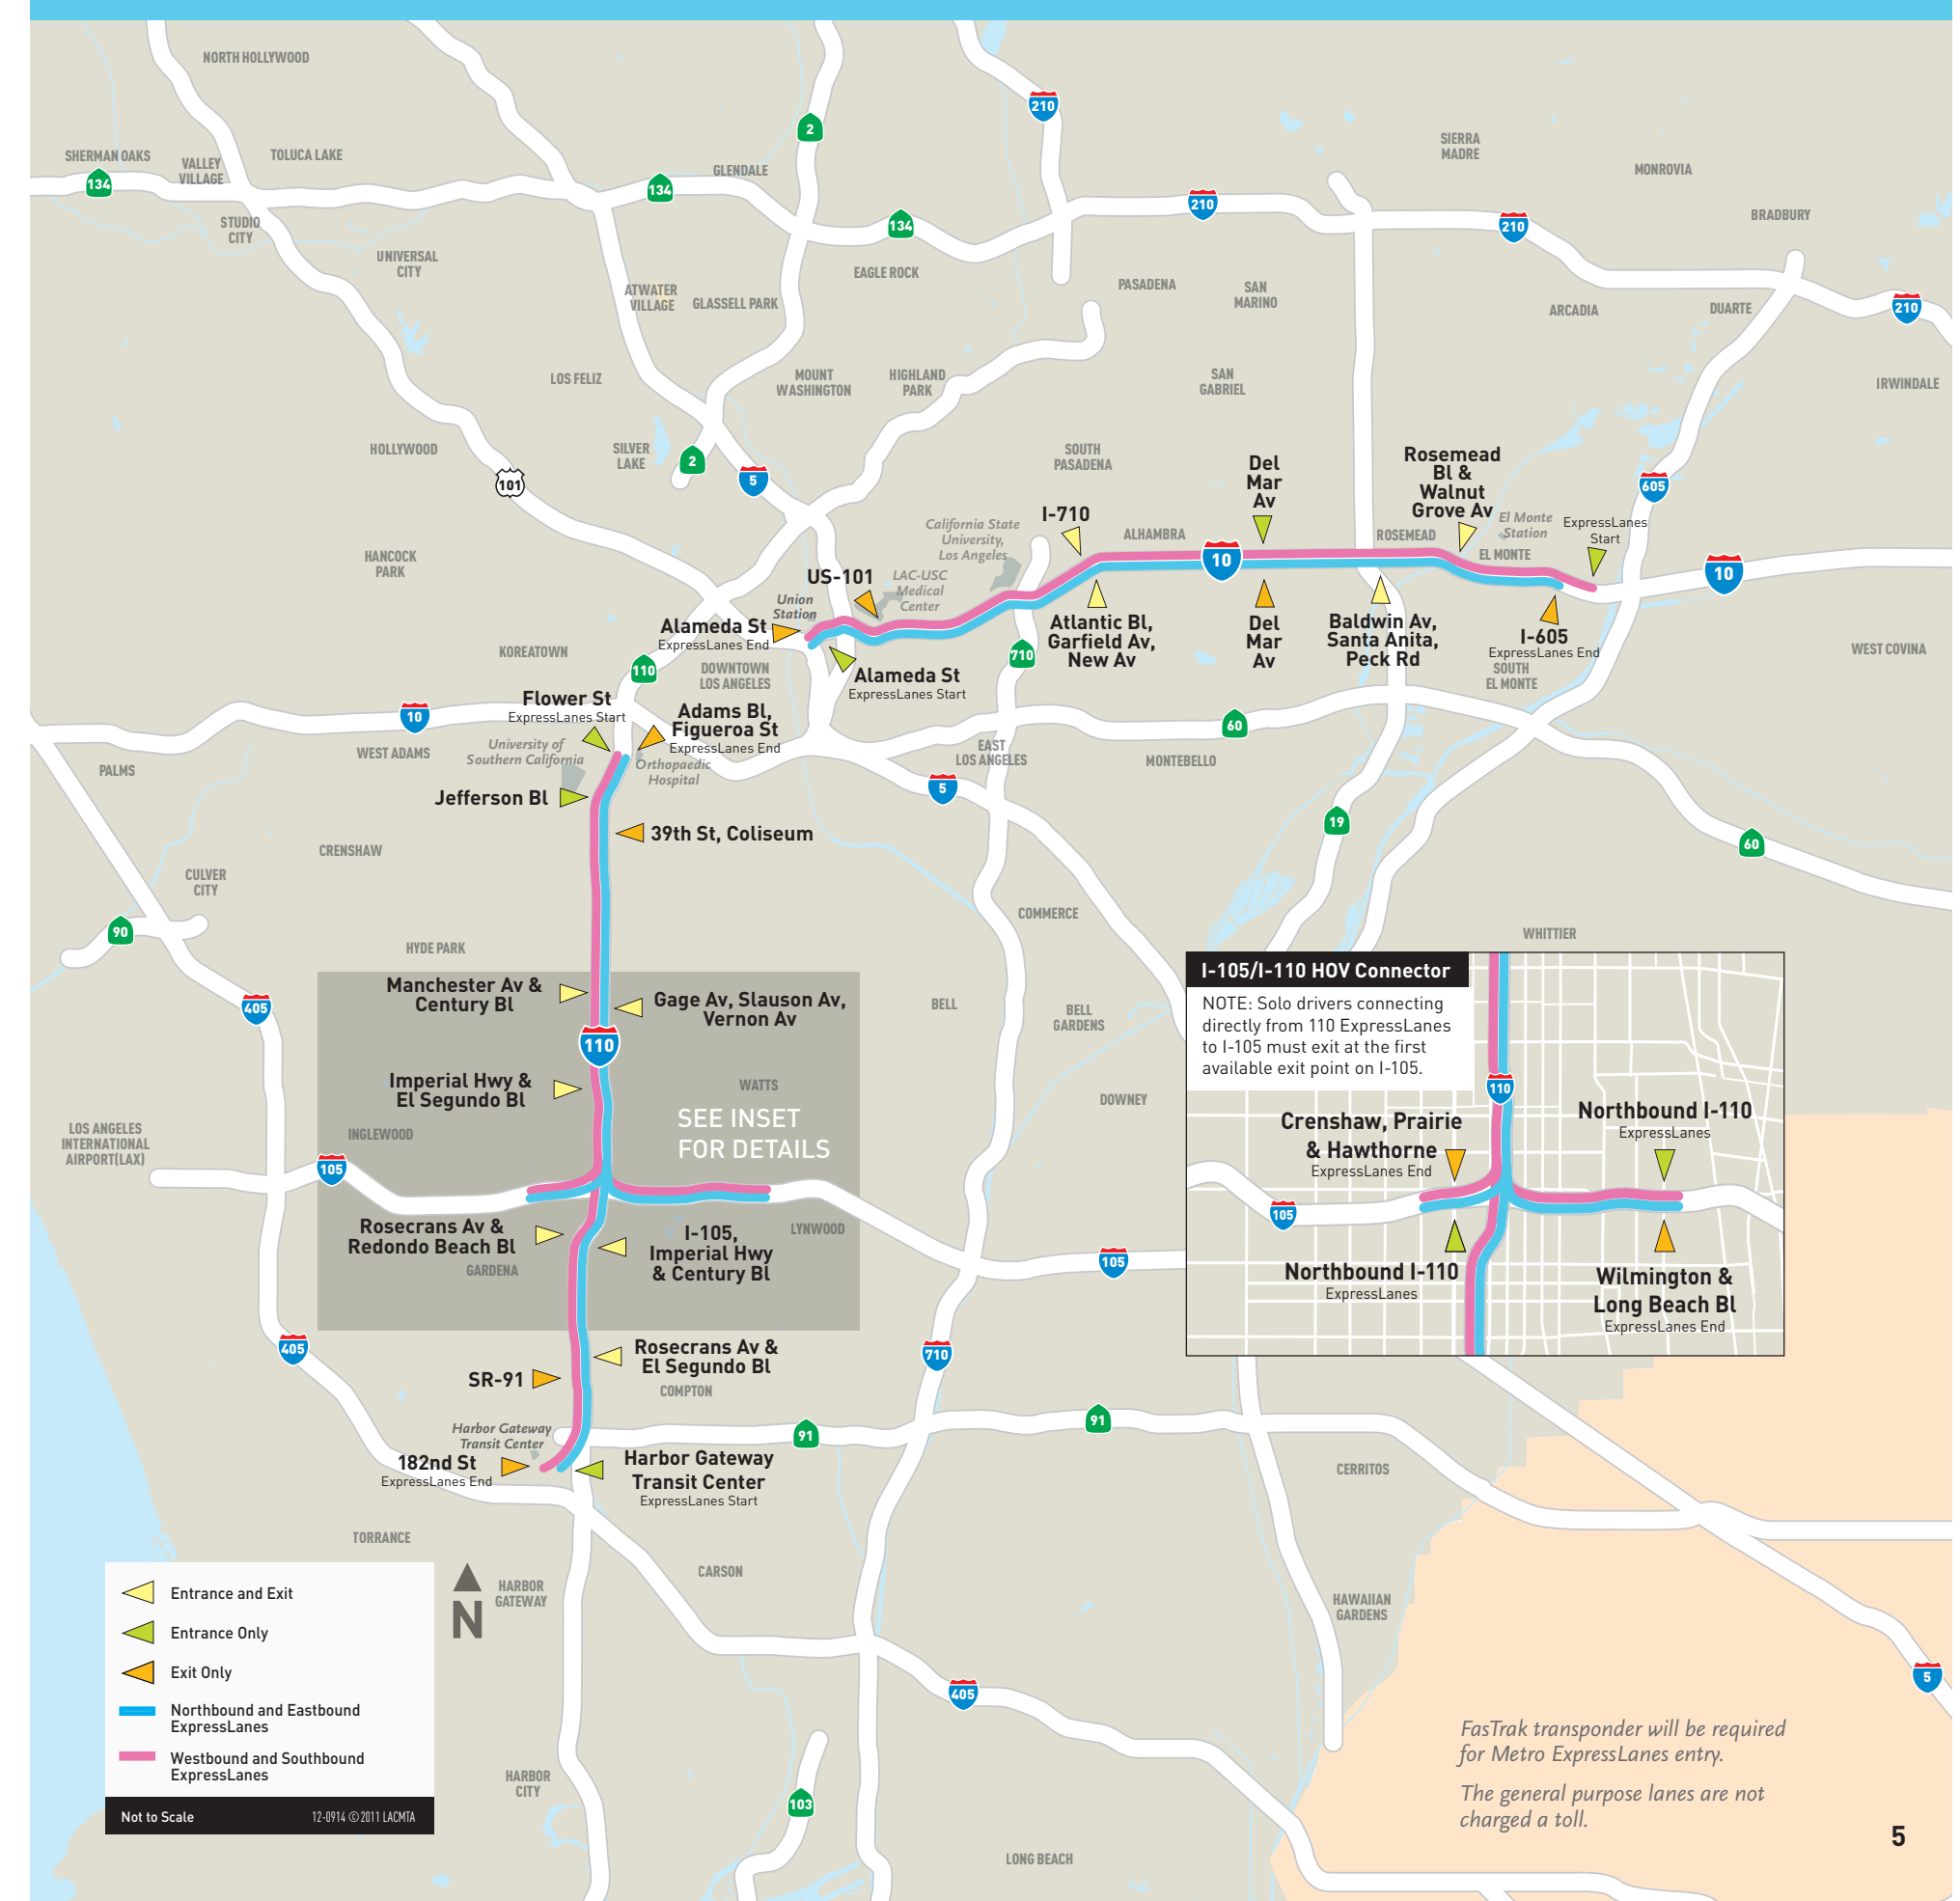 NORTH HOLLYWOOD
210
2
SIERRA
MADRE
SHERMAN OAKS
VALLEY
VILLAGE
TOLUCA LAKE
GLENDALE
MONROVIA
134
134
210
STUDIO
CITY
134
210
BRADBURY
UNIVERSAL
CITY
EAGLE ROCK
PASADENA
SAN
MARINO
ATWATER
VILLAGE
GLASSELL PARK
ARCADIA
DUARTE
210
LOS FELIZ
MOUNT
WASHINGTON
HIGHLAND
PARK
SAN
GABRIEL
IRWINDALE
HOLLYWOOD
SILVER
LAKE
2
5
101
SOUTH
PASADENA
Del
Mar
Av
Rosemead
Bl &
Walnut
Grove Av
605
El Monte
Station
ExpressLanes
Start
California State
University,
Los Angeles
I-710
ALHAMBRA
10
ROSEMEAD
EL MONTE
10
HANCOCK
PARK
US-101
LAC-USC
Medical
Center
Union
Station
Alameda St
ExpressLanes End
Atlantic Bl,
Garfield Av,
New Av
Del
Mar
Av
Baldwin Av,
Santa Anita,
Peck Rd
I-605
ExpressLanes End
SOUTH
EL MONTE
WEST COVINA
KOREATOWN
110
DOWNTOWN
LOS ANGELES
Alameda St
ExpressLanes Start
710
Flower St
ExpressLanes Start
Adams Bl,
Figueroa St
ExpressLanes End
10
60
WEST ADAMS
University of
Southern California
Orthopaedic
Hospital
EAST
LOS ANGELES
MONTEBELLO
PALMS
5
Jefferson Bl
39th St, Coliseum
19
60
CRENSHAW
CULVER
CITY
COMMERCE
90
HYDE PARK
WHITTIER
Manchester Av &
Century Bl
Gage Av, Slauson Av,
Vernon Av
405
BELL
BELL
GARDENS
110
Imperial Hwy &
El Segundo Bl
WATTS
DOWNEY
SEE INSET
FOR DETAILS
LOS ANGELES
INTERNATIONAL
AIRPORT(LAX)
INGLEWOOD
105
Rosecrans Av &
Redondo Beach Bl
GARDENA
I-105,
Imperial Hwy
& Century Bl
LYNWOOD
105
I-105/I-110 HOV Connector
NOTE: Solo drivers connecting
directly from 110 ExpressLanes
to I-105 must exit at the first
available exit point on I-105.
110
Crenshaw, Prairie
& Hawthorne
ExpressLanes End
Northbound I-110
ExpressLanes
105
Northbound I-110
ExpressLanes
Wilmington &
Long Beach Bl
ExpressLanes End
405
Rosecrans Av &
El Segundo Bl
710
SR-91
COMPTON
Harbor Gateway
Transit Center
91
91
182nd St
ExpressLanes End
Harbor Gateway
Transit Center
ExpressLanes Start
CERRITOS
TORRANCE
CARSON
HARBOR
GATEWAY
HAWAIIAN
GARDENS
N
Entrance and Exit
Entrance Only
Exit Only
Northbound and Eastbound
ExpressLanes
Westbound and Southbound
ExpressLanes
Not to Scale
12-0914 ©2011 LACMTA
405
5
HARBOR
CITY
103
LONG BEACH
FasTrak transponder will be required
for Metro ExpressLanes entry.
The general purpose lanes are not
charged a toll.
5